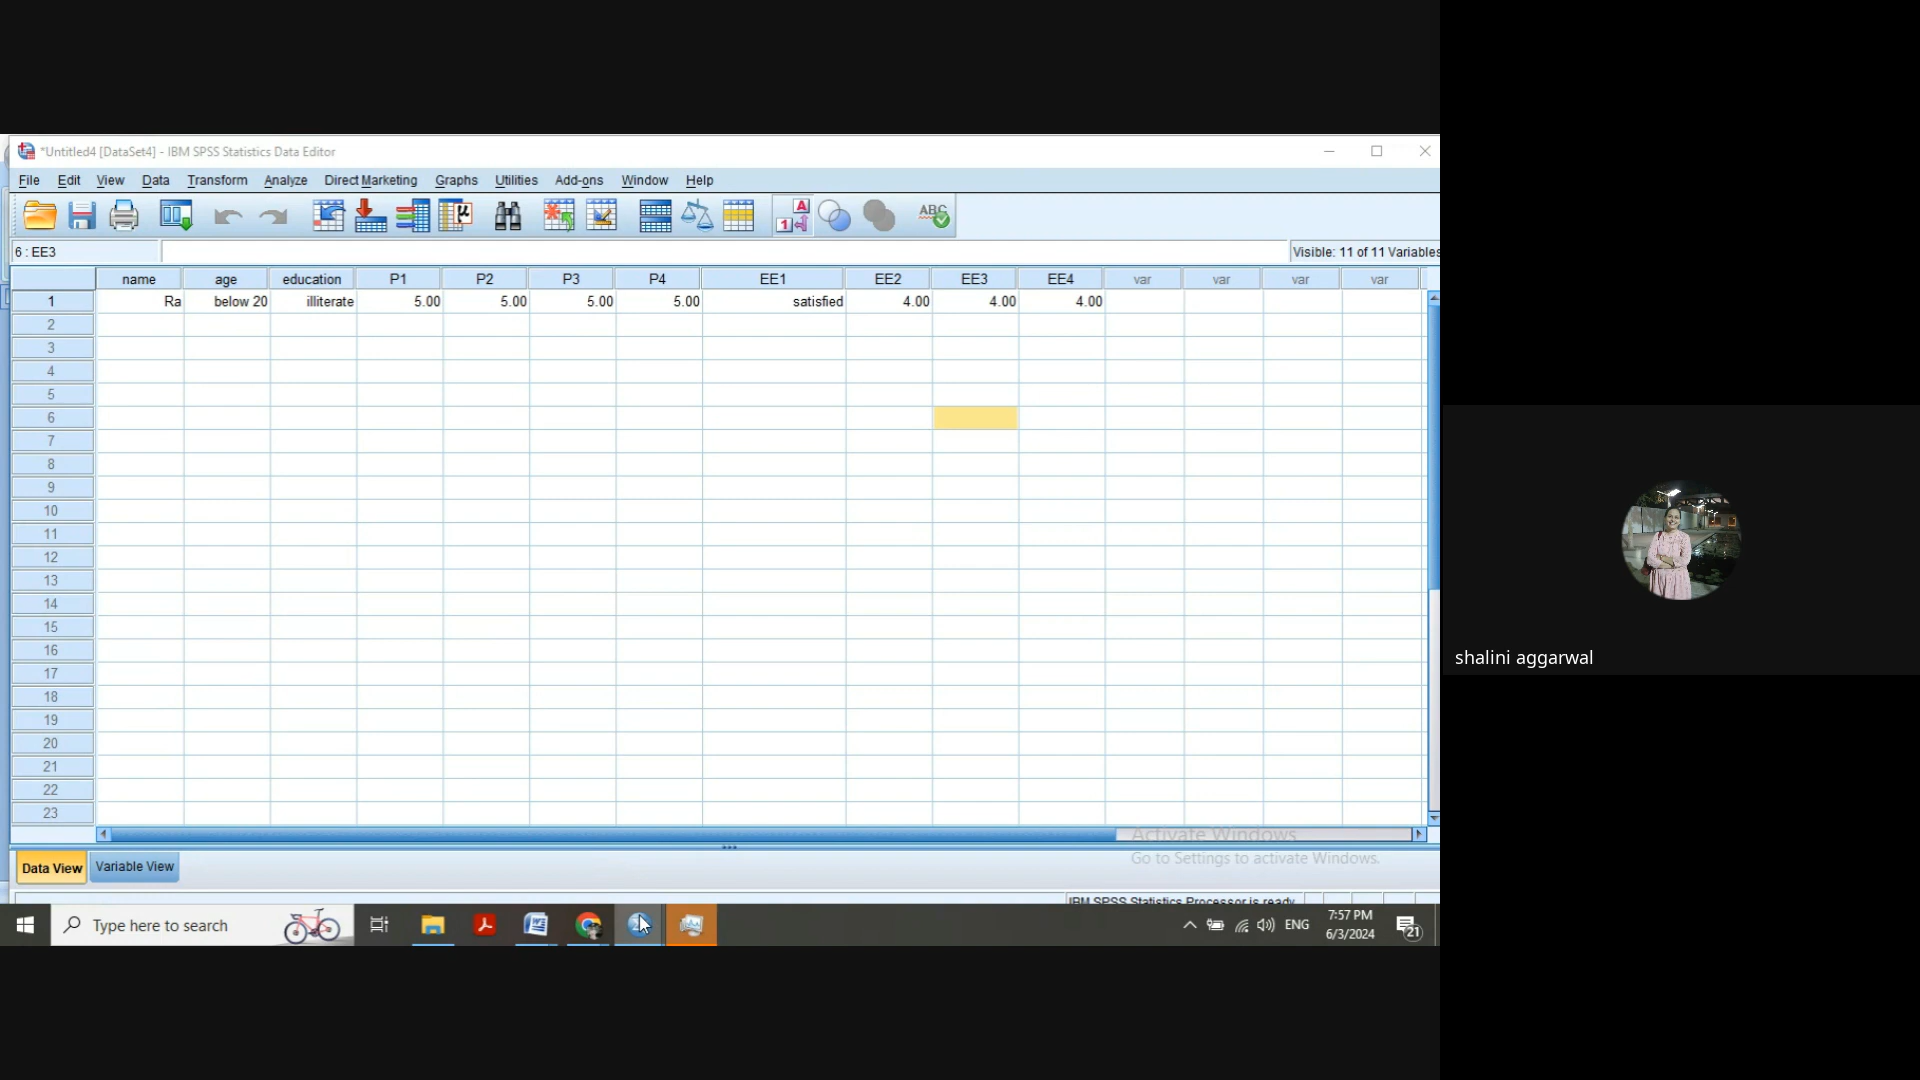 *Untitled4 [DataSet4] - IBM SPSS Statistics Data Editor
File Edit View Data Transform Analyze Direct Marketing Graphs Utilities Add-ons Window Help
6 : EE3 Visible: 11 of 11 Variables
name age education P1 P2 P3 P4 EE1 EE2 EE3 EE4 var var var var
1 Ra below 20 illiterate 5.00 5.00 5.00 5.00 satisfied 4.00 4.00 4.00
2
3
4
5
6
7
8
9
10
11
12
13
14
15
16
17
18
19
20
21
22
23
Activate Windows
Go to Settings to activate Windows.
Data View Variable View
IBM SPSS Statistics Processor is ready
Type here to search
ENG
7:57 PM
6/3/2024
21
shalini aggarwal